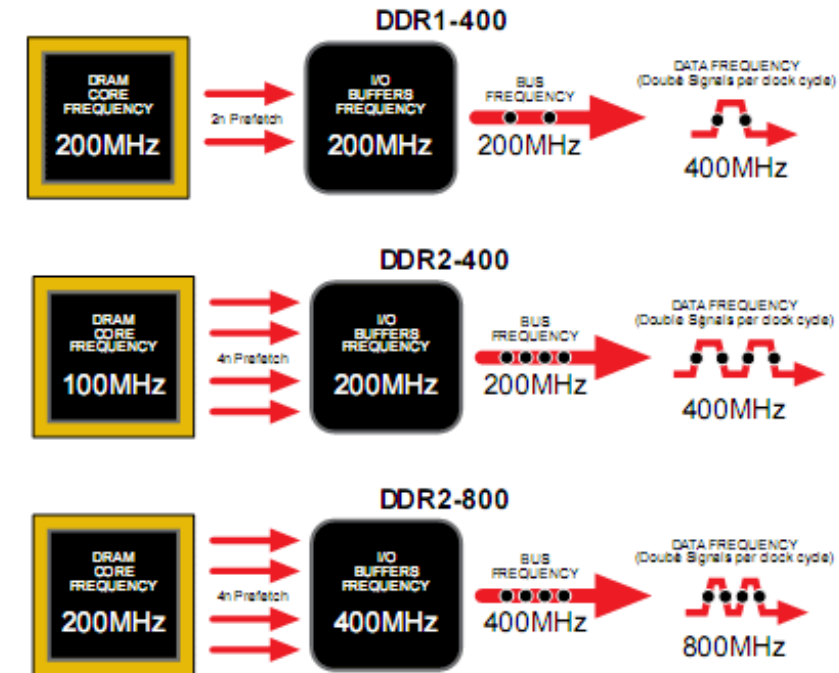 DDR1-400
DRAM
CORE
FREQUENCY
200MHz
2n Prefetch
I/O
BUFFERS
FREQUENCY
200MHz
BUS
FREQUENCY
200MHz
DATA FREQUENCY
(Double Signals per clock cycle)
400MHz
DDR2-400
DRAM
CORE
FREQUENCY
100MHz
4n Prefetch
I/O
BUFFERS
FREQUENCY
200MHz
BUS
FREQUENCY
200MHz
DATA FREQUENCY
(Double Signals per clock cycle)
400MHz
DDR2-800
DRAM
CORE
FREQUENCY
200MHz
4n Prefetch
I/O
BUFFERS
FREQUENCY
400MHz
BUS
FREQUENCY
400MHz
DATA FREQUENCY
(Double Signals per clock cycle)
800MHz